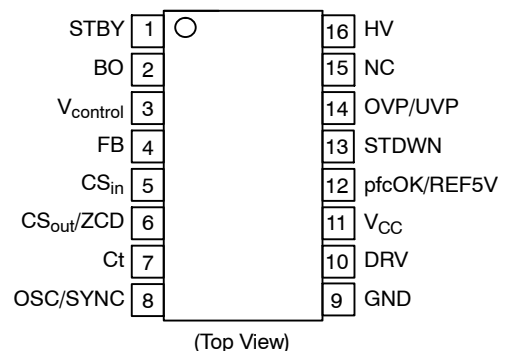 STBY 1 16 HV
BO 2 15 NC
Vcontrol 3 14 OVP/UVP
FB 4 13 STDWN
CSin 5 12 pfcOK/REF5V
CSout/ZCD 6 11 VCC
Ct 7 10 DRV
OSC/SYNC 8 9 GND
(Top View)